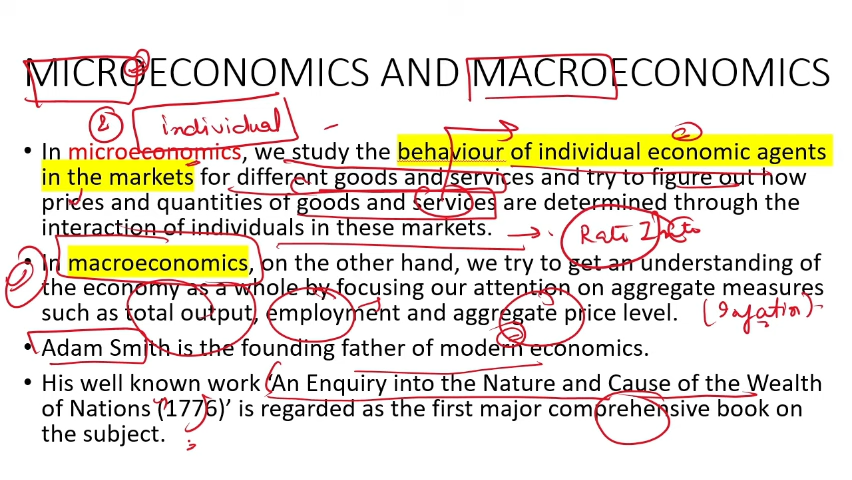 MICROECONOMICS AND MACROECONOMICS
individual
• In microeconomics, we study the behaviour of individual economic agents
in the markets for different goods and services and try to figure out how
prices and quantities of goods and services are determined through the
interaction of individuals in these markets.
• In macroeconomics, on the other hand, we try to get an understanding of
the economy as a whole by focusing our attention on aggregate measures
such as total output, employment and aggregate price level.
• Adam Smith is the founding father of modern economics.
• His well known work ‘An Enquiry into the Nature and Cause of the Wealth
of Nations (1776)’ is regarded as the first major comprehensive book on
the subject.